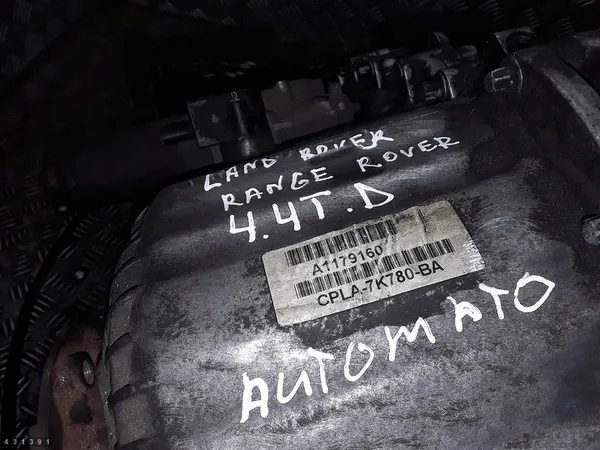 LAND ROVER
RANGE ROVER
4.4T.D
A1179160
CPLA-7K780-BA
AUTOMATO
431391